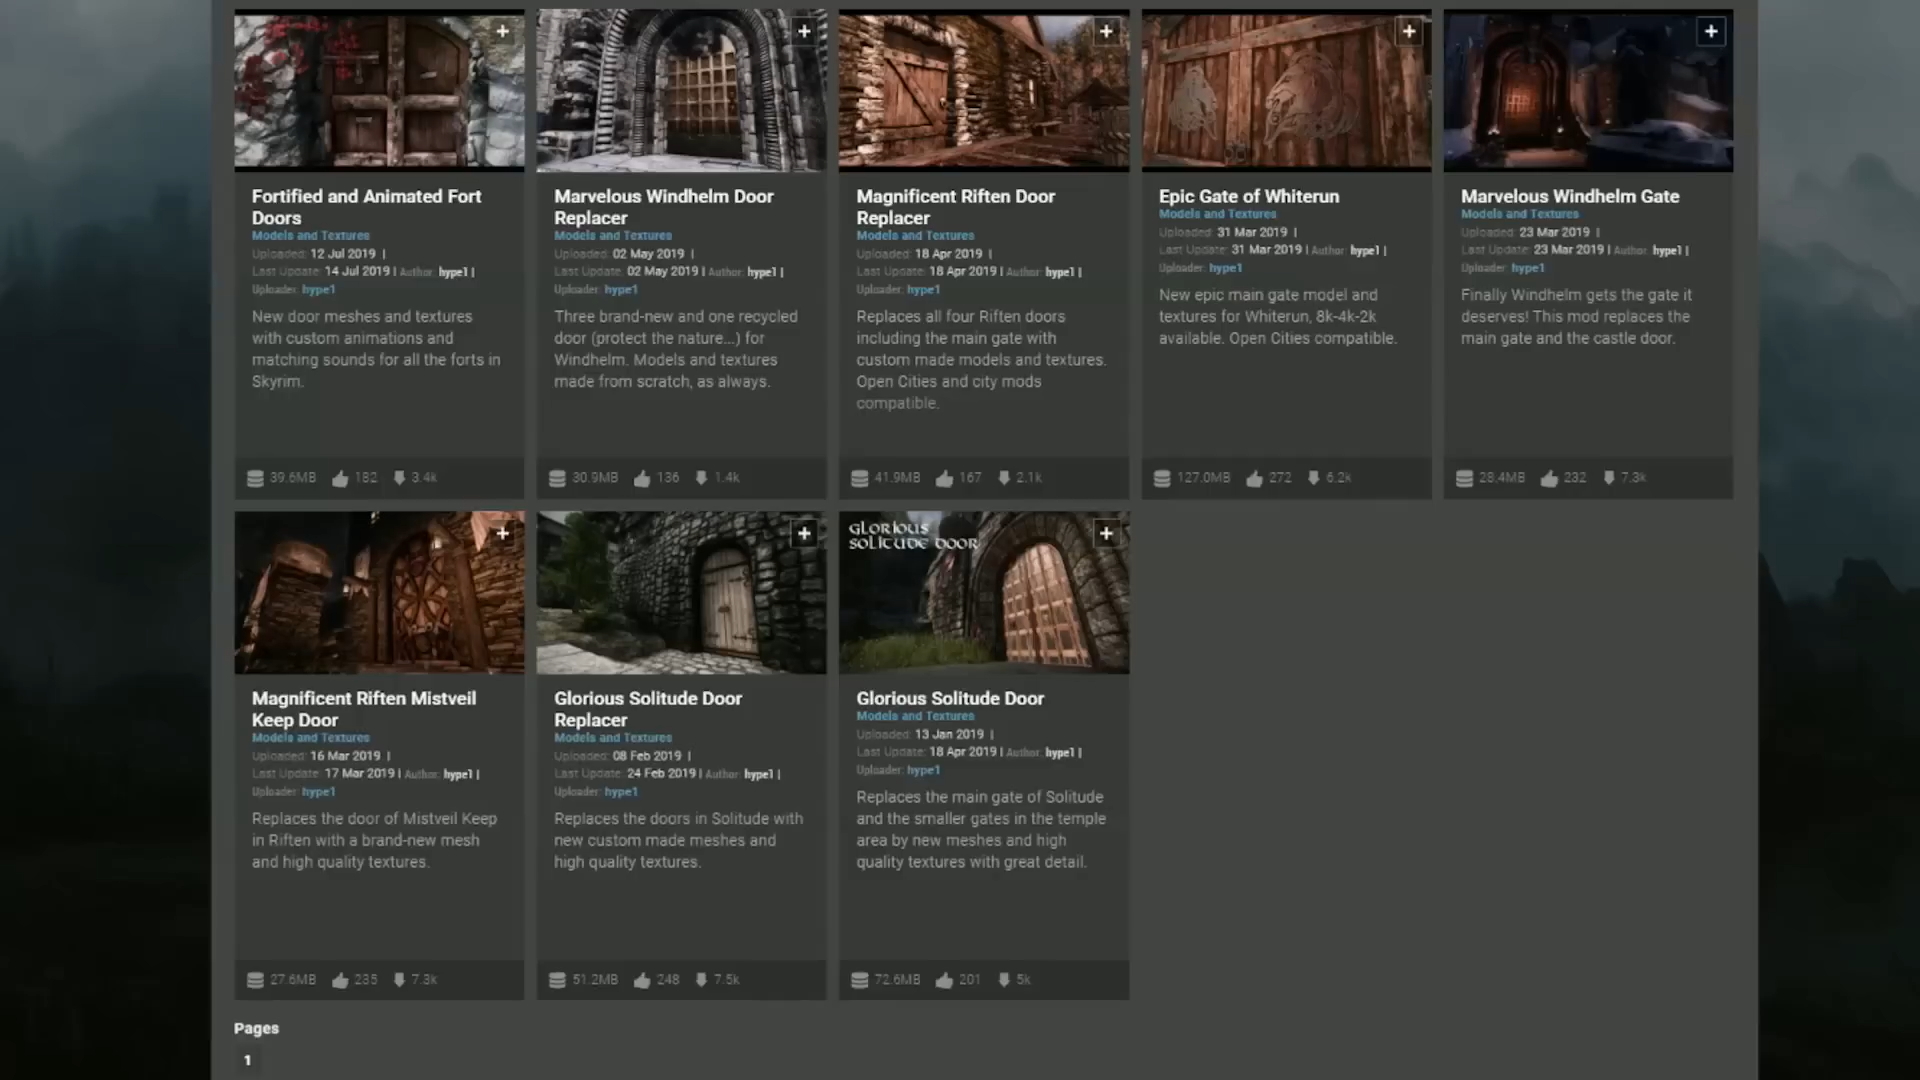 Fortified and Animated Fort
Doors
Models and Textures
Uploaded: 12 Jul 2019 |
Last Update: 14 Jul 2019 | Author: hype1 |
Uploader: hype1
New door meshes and textures
with custom animations and
matching sounds for all the forts in
Skyrim.
39.6MB 182 3.4k
Marvelous Windhelm Door
Replacer
Models and Textures
Uploaded: 02 May 2019 |
Last Update: 02 May 2019 | Author: hype1 |
Uploader: hype1
Three brand-new and one recycled
door (protect the nature...) for
Windhelm. Models and textures
made from scratch, as always.
30.9MB 136 1.4k
Magnificent Riften Door
Replacer
Models and Textures
Uploaded: 18 Apr 2019 |
Last Update: 18 Apr 2019 | Author: hype1 |
Uploader: hype1
Replaces all four Riften doors
including the main gate with
custom made models and textures.
Open Cities and city mods
compatible.
41.9MB 167 2.1k
Epic Gate of Whiterun
Models and Textures
Uploaded: 31 Mar 2019 |
Last Update: 31 Mar 2019 | Author: hype1 |
Uploader: hype1
New epic main gate model and
textures for Whiterun, 8k-4k-2k
available. Open Cities compatible.
127.0MB 272 6.2k
Marvelous Windhelm Gate
Models and Textures
Uploaded: 23 Mar 2019 |
Last Update: 23 Mar 2019 | Author: hype1 |
Uploader: hype1
Finally Windhelm gets the gate it
deserves! This mod replaces the
main gate and the castle door.
28.4MB 232 7.3k
Magnificent Riften Mistveil
Keep Door
Models and Textures
Uploaded: 16 Mar 2019 |
Last Update: 17 Mar 2019 | Author: hype1 |
Uploader: hype1
Replaces the door of Mistveil Keep
in Riften with a brand-new mesh
and high quality textures.
27.6MB 235 7.3k
Glorious Solitude Door
Replacer
Models and Textures
Uploaded: 08 Feb 2019 |
Last Update: 24 Feb 2019 | Author: hype1 |
Uploader: hype1
Replaces the doors in Solitude with
new custom made meshes and
high quality textures.
51.2MB 248 7.5k
GLORIOUS
SOLITUDE DOOR
Glorious Solitude Door
Models and Textures
Uploaded: 13 Jan 2019 |
Last Update: 18 Apr 2019 | Author: hype1 |
Uploader: hype1
Replaces the main gate of Solitude
and the smaller gates in the temple
area by new meshes and high
quality textures with great detail.
72.6MB 201 5k
Pages
1